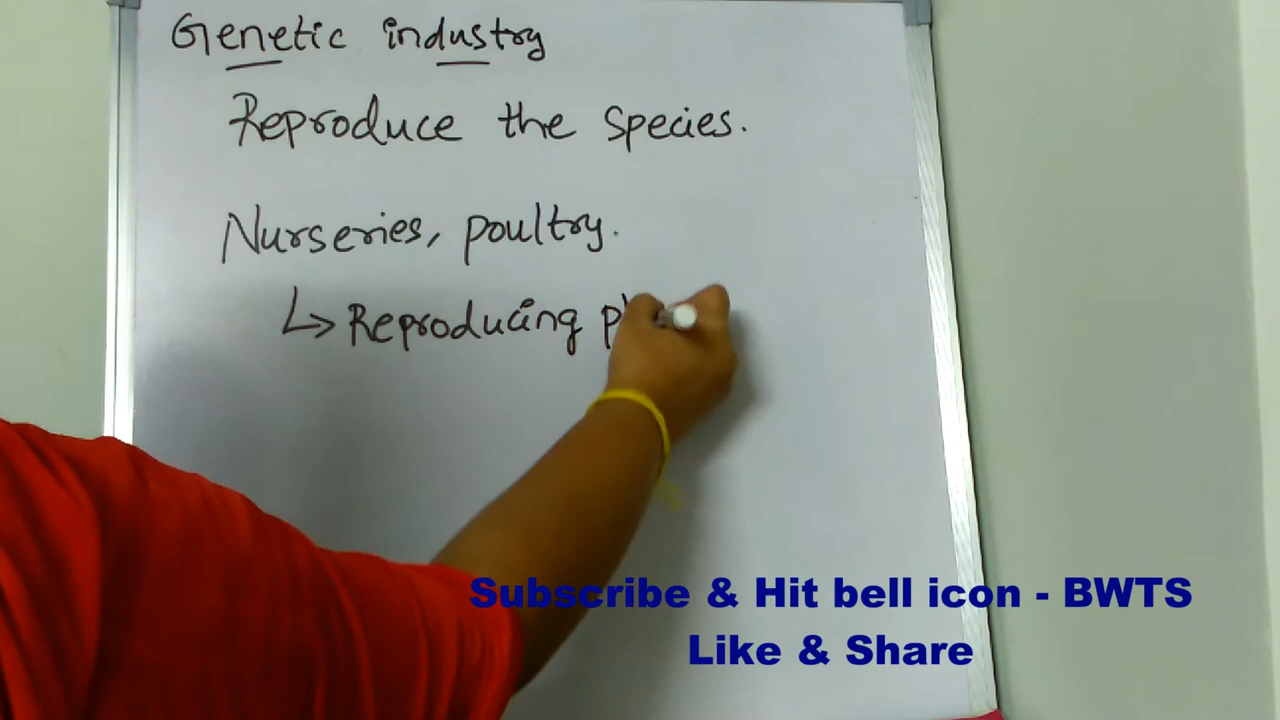 Genetic industry
Reproduce the species.
Nurseries, poultry.
↳ Reproducing
Subscribe & Hit bell icon - BWTS
Like & Share